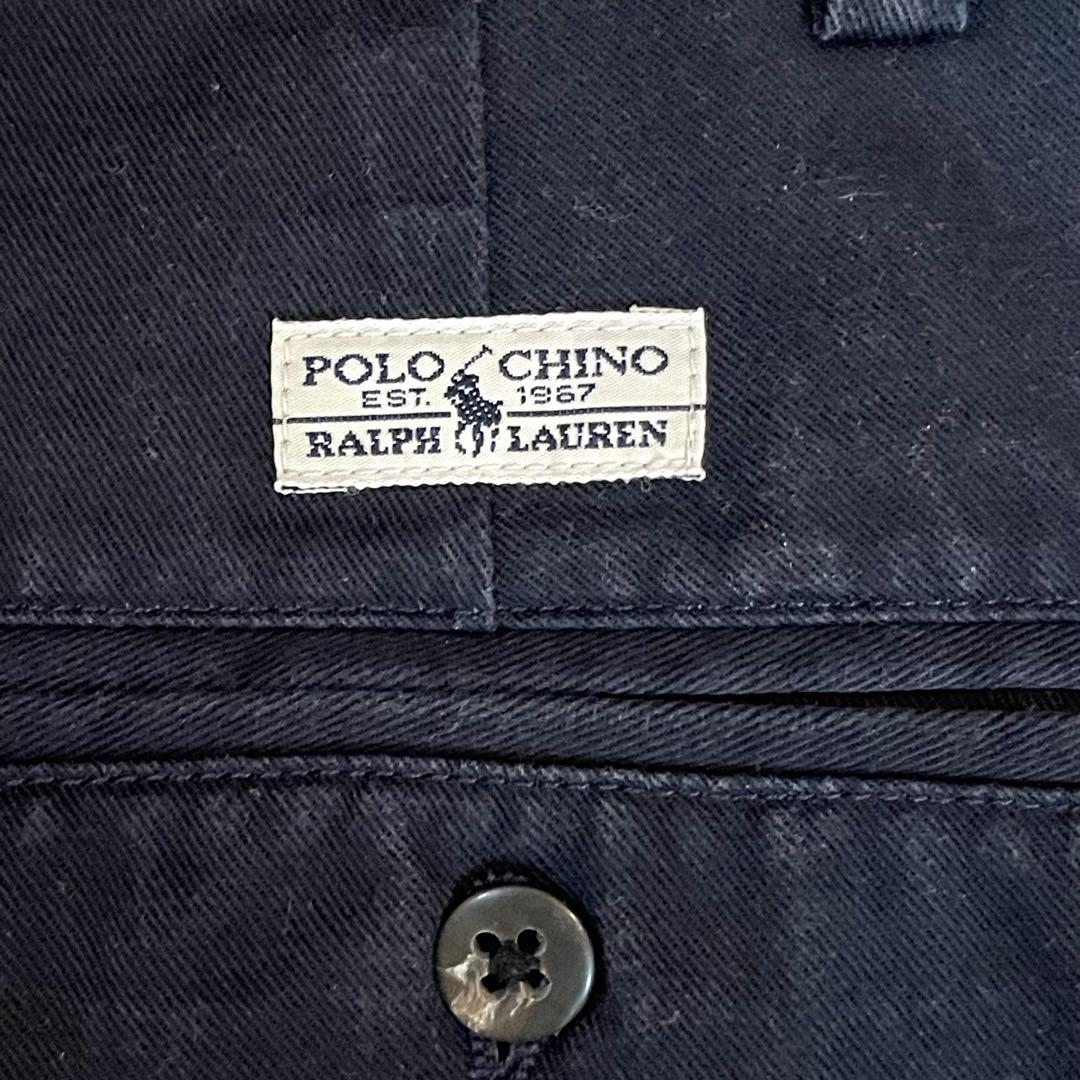 POLO CHINO
EST. 1967
RALPH LAUREN